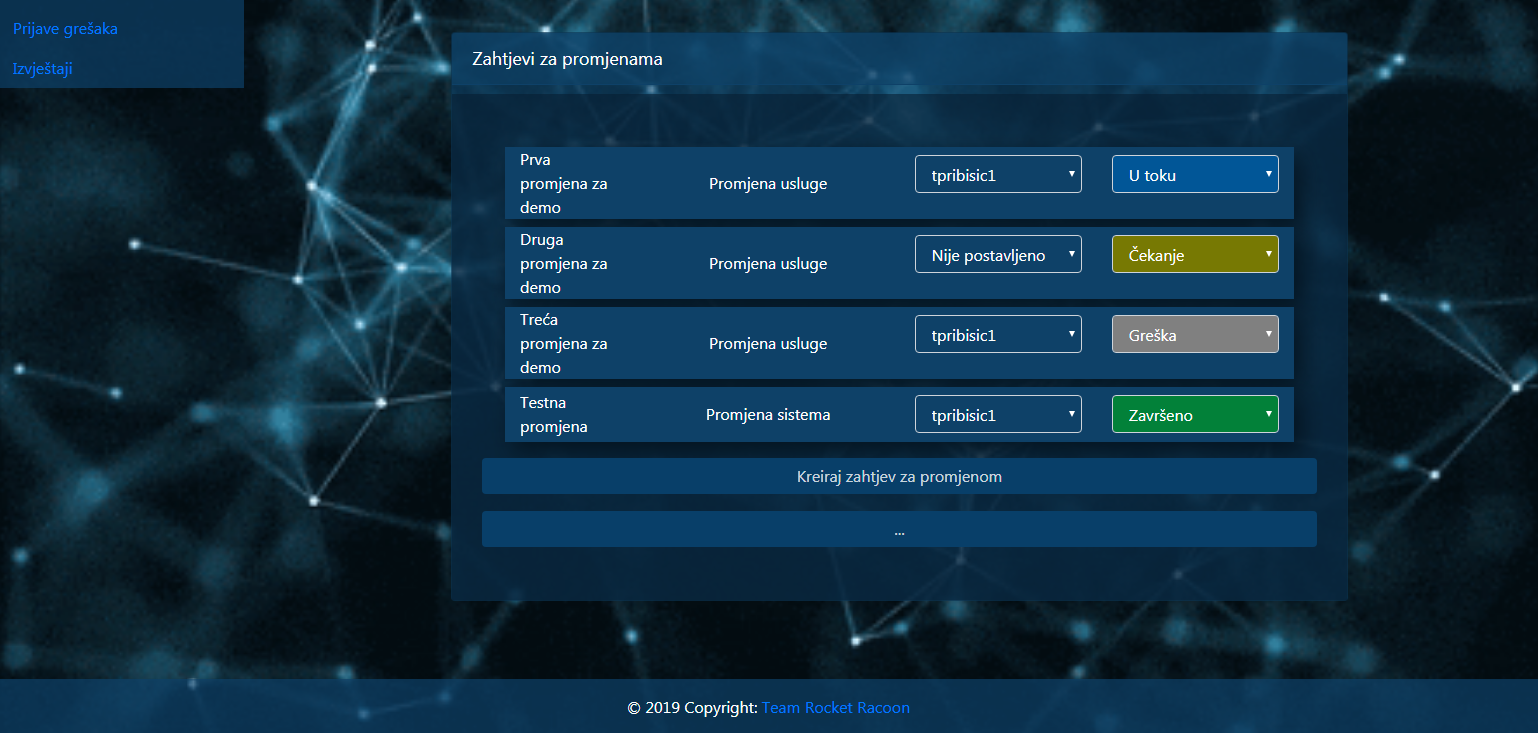 Prijave grešaka
Izvještaji
Zahtjevi za promjenama
Prva
promjena za
demo
Promjena usluge
tpribisic1
U toku
Druga
promjena za
demo
Promjena usluge
Nije postavljeno
Čekanje
Treća
promjena za
demo
Promjena usluge
tpribisic1
Greška
Testna
promjena
Promjena sistema
tpribisic1
Završeno
Kreiraj zahtjev za promjenom
...
© 2019 Copyright: Team Rocket Racoon